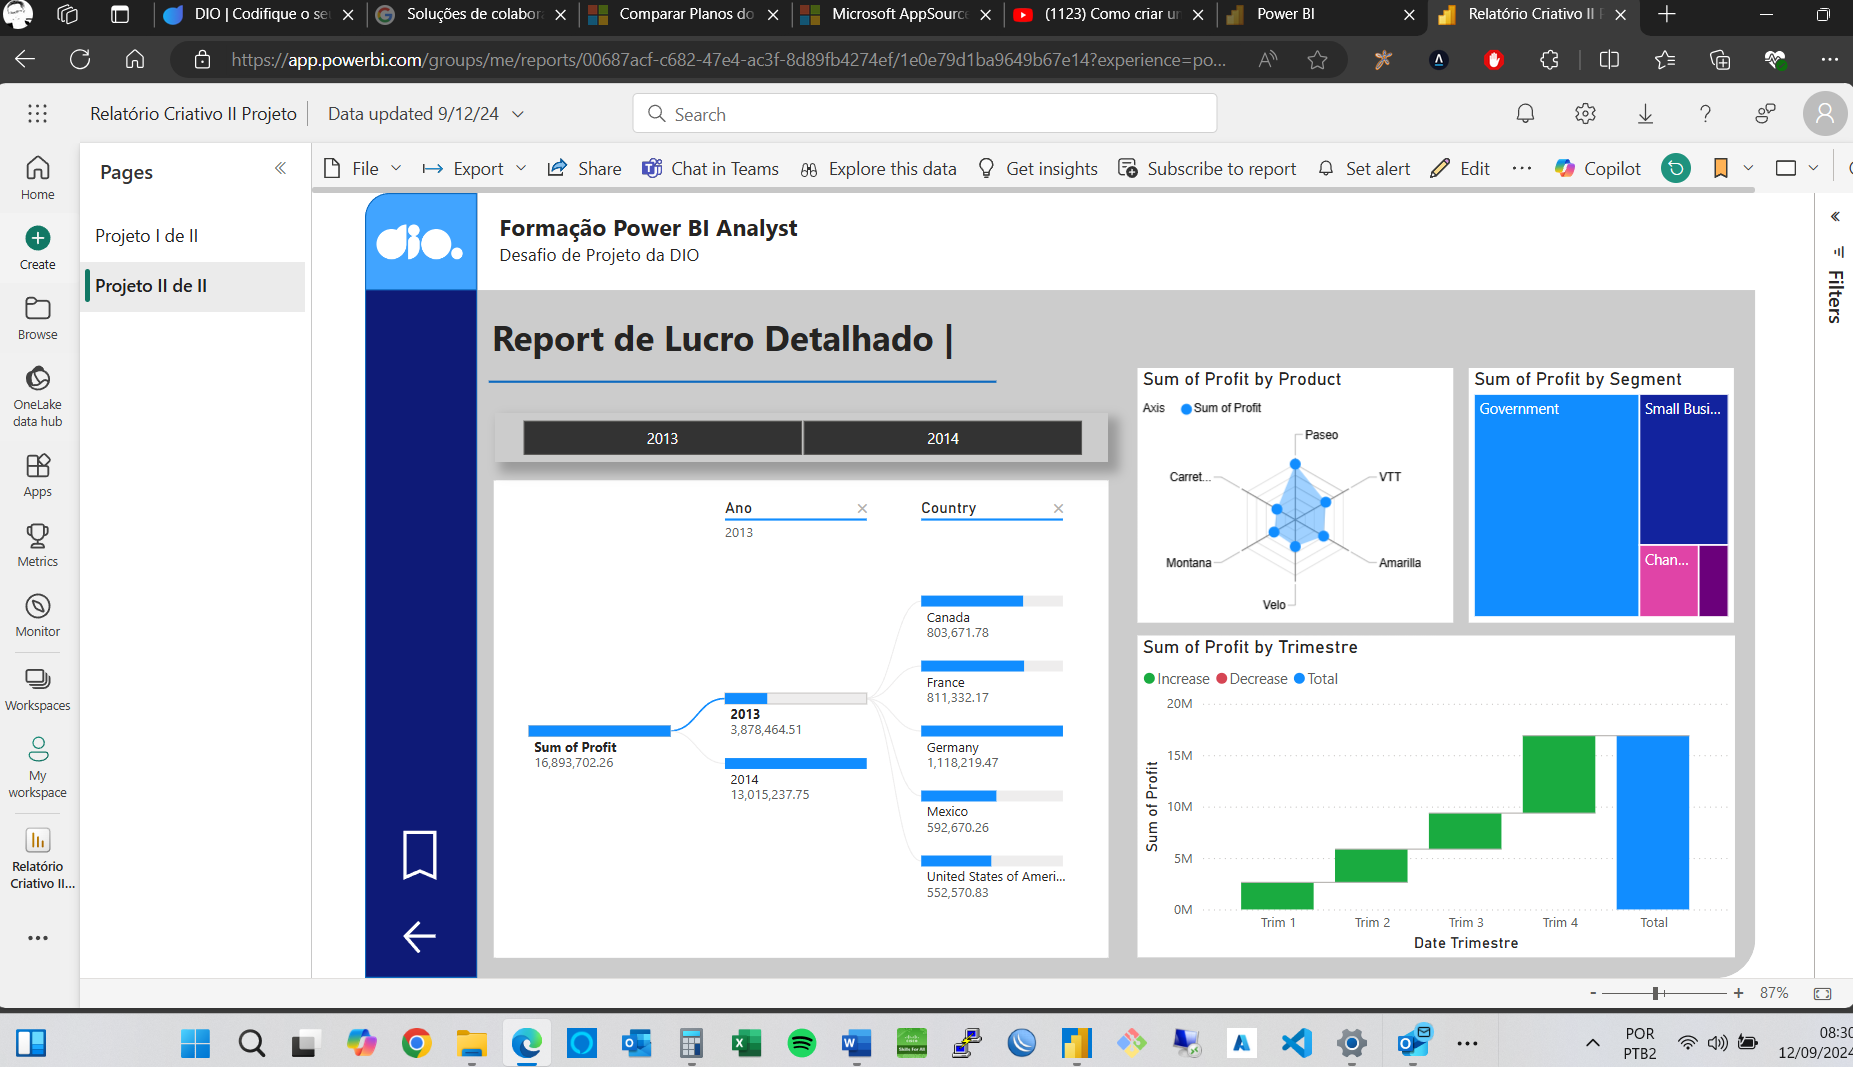 DIO | Codifique o se
Soluções de colabora
Comparar Planos do
Microsoft AppSource
(1123) Como criar u
Power BI
Relatório Criativo II
https://app.powerbi.com/groups/me/reports/00687acf-c682-47e4-ac3f-8d89fb4274ef/1e0e79d1ba9649b67e14?experience=po...
Relatório Criativo II Projeto
Data updated 9/12/24
Search
Home
Create
Browse
OneLake
data hub
Apps
Metrics
Monitor
Workspaces
My
workspace
Relatório
Criativo II...
Pages
Projeto I de II
Projeto II de II
File
Export
Share
Chat in Teams
Explore this data
Get insights
Subscribe to report
Set alert
Edit
Copilot
Filters
dio.
Formação Power BI Analyst
Desafio de Projeto da DIO
Report de Lucro Detalhado |
2013
2014
Ano
2013
Country
Sum of Profit
16,893,702.26
2013
3,878,464.51
2014
13,015,237.75
Canada
803,671.78
France
811,332.17
Germany
1,118,219.47
Mexico
592,670.26
United States of Ameri...
552,570.83
Sum of Profit by Product
Axis
Sum of Profit
Paseo
VTT
Amarilla
Velo
Montana
Carret...
Sum of Profit by Segment
Government
Small Busi...
Chan...
Sum of Profit by Trimestre
Increase
Decrease
Total
20M
15M
10M
5M
0M
Sum of Profit
Trim 1
Trim 2
Trim 3
Trim 4
Total
Date Trimestre
- + 87%
POR
PTB2
08:30
12/09/2024